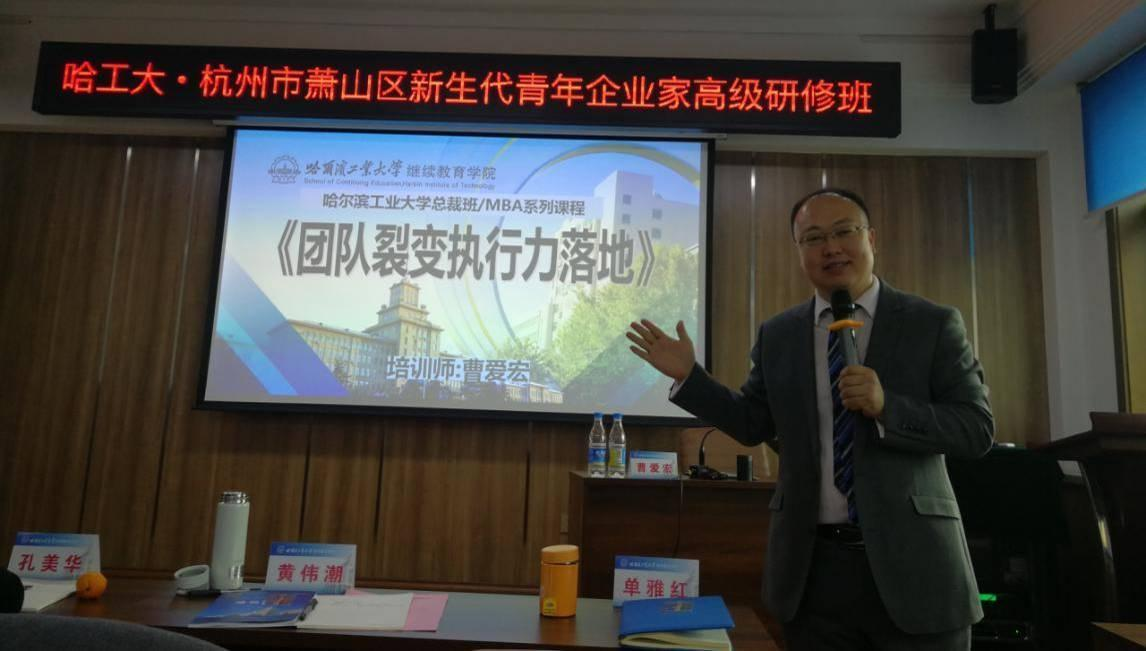 哈工大·杭州市萧山区新生代青年企业家高级研修班
哈爾濱工業大学 继续教育学院
School of Continuing Education,Harbin Institute of Technology
哈尔滨工业大学总裁班/MBA系列课程
《团队裂变执行力落地》
培训师:曹爱宏
曹爱宏
孔美华
黄伟潮
单雅红